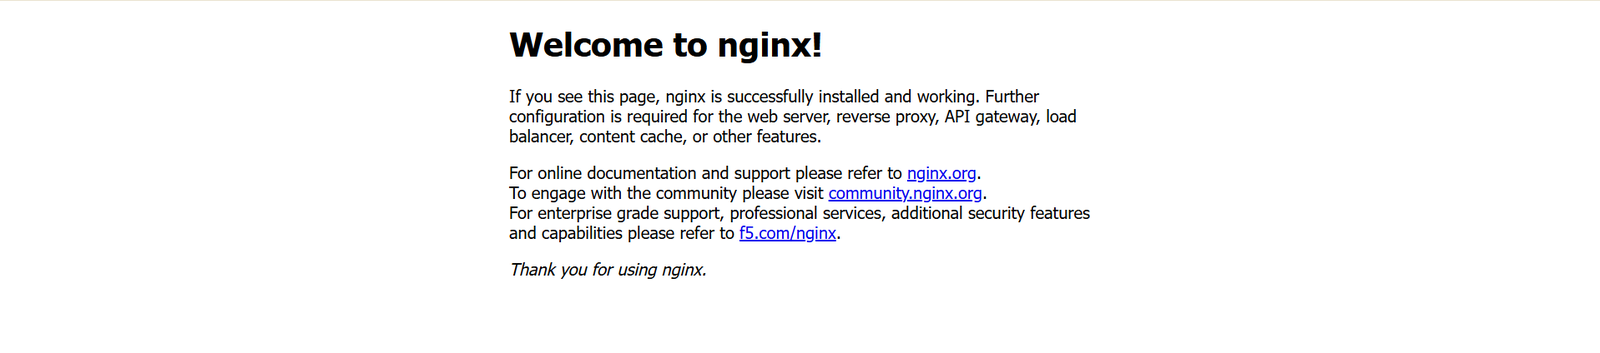 Welcome to nginx!
If you see this page, nginx is successfully installed and working. Further
configuration is required for the web server, reverse proxy, API gateway, load
balancer, content cache, or other features.
For online documentation and support please refer to nginx.org.
To engage with the community please visit community.nginx.org.
For enterprise grade support, professional services, additional security features
and capabilities please refer to f5.com/nginx.
Thank you for using nginx.